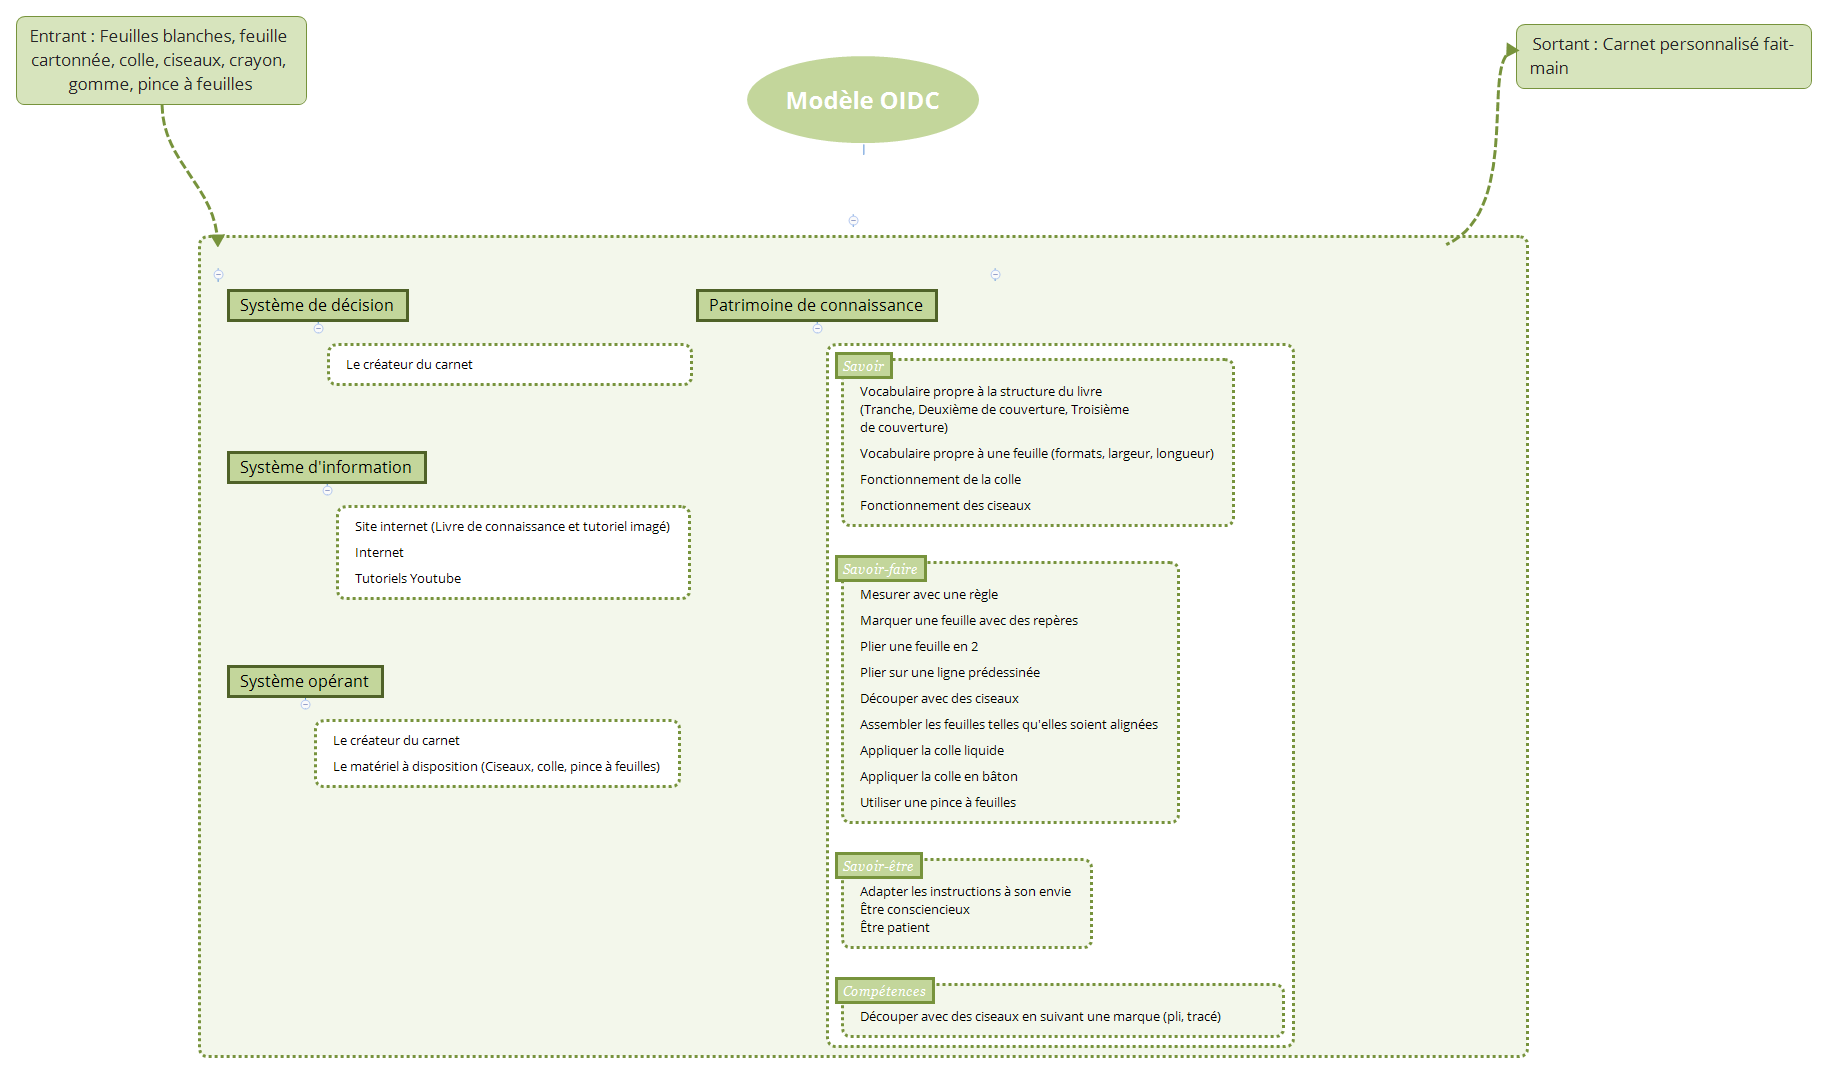 Entrant : Feuilles blanches, feuille
cartonnée, colle, ciseaux, crayon,
gomme, pince à feuilles
Modèle OIDC
Sortant : Carnet personnalisé fait-
main
Système de décision
Le créateur du carnet
Système d'information
Site internet (Livre de connaissance et tutoriel imagé)
Internet
Tutoriels Youtube
Système opérant
Le créateur du carnet
Le matériel à disposition (Ciseaux, colle, pince à feuilles)
Patrimoine de connaissance
Savoir
Vocabulaire propre à la structure du livre
(Tranche, Deuxième de couverture, Troisième
de couverture)
Vocabulaire propre à une feuille (formats, largeur, longueur)
Fonctionnement de la colle
Fonctionnement des ciseaux
Savoir-faire
Mesurer avec une règle
Marquer une feuille avec des repères
Plier une feuille en 2
Plier sur une ligne prédessinée
Découper avec des ciseaux
Assembler les feuilles telles qu'elles soient alignées
Appliquer la colle liquide
Appliquer la colle en bâton
Utiliser une pince à feuilles
Savoir-être
Adapter les instructions à son envie
Être consciencieux
Être patient
Compétences
Découper avec des ciseaux en suivant une marque (pli, tracé)